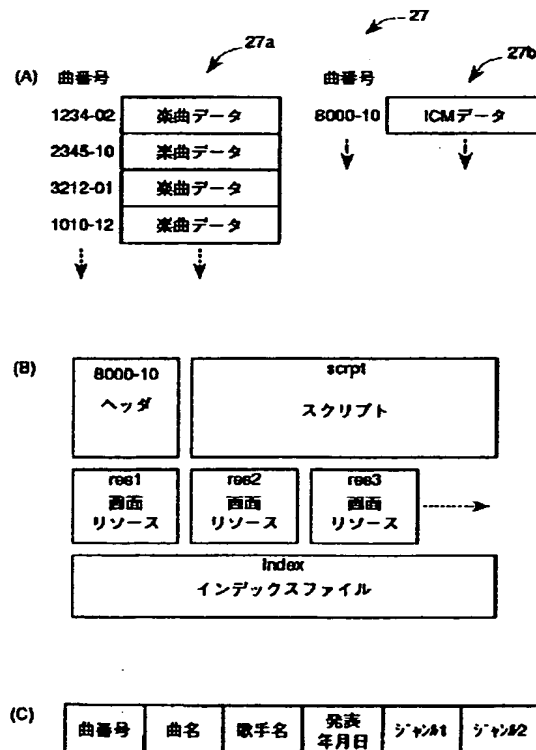 27
27a
27b
(A) 曲番号
曲番号
1234-02 楽曲データ
8000-10 ICMデータ
2345-10 楽曲データ
3212-01 楽曲データ
1010-12 楽曲データ
(B)
8000-10
ヘッダ
scrpt
スクリプト
res1
画面
リソース
res2
画面
リソース
res3
画面
リソース
index
インデックスファイル
(C)
曲番号
曲名
歌手名
発表
年月日
ジャンル1
ジャンル2